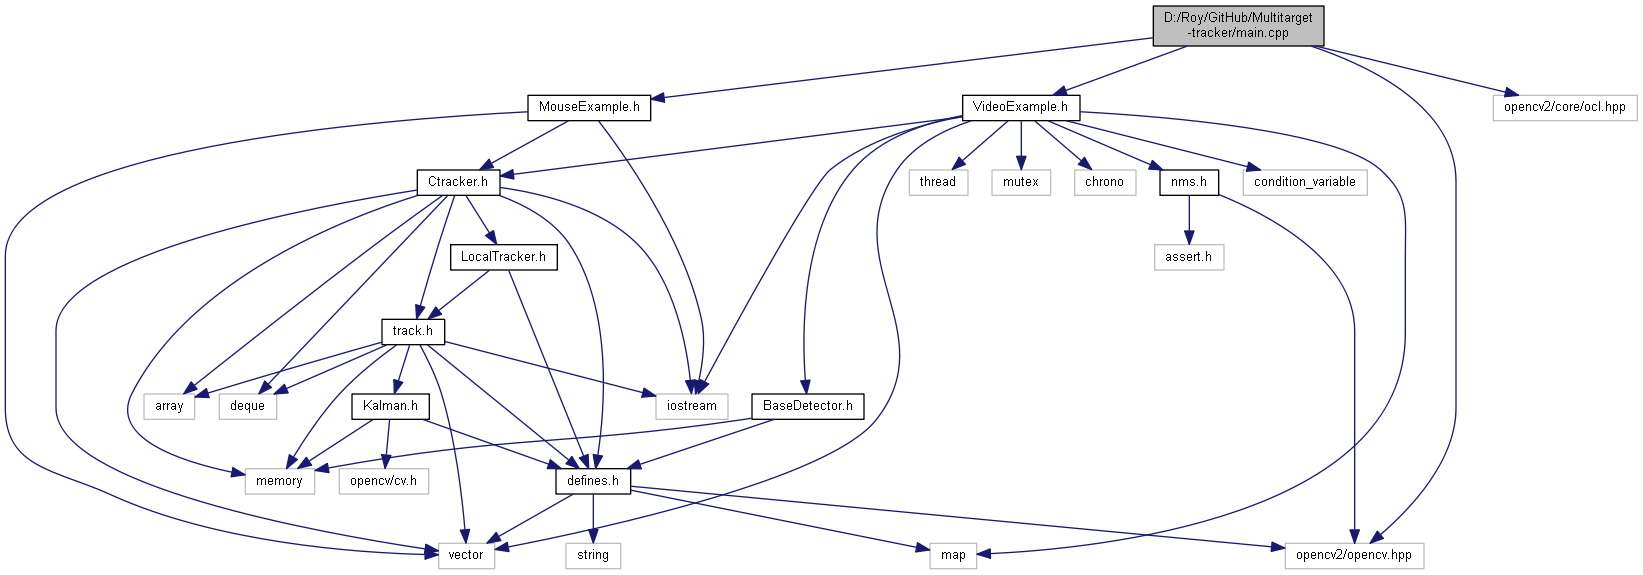 D:/Roy/GitHub/Multitarget
-tracker/main.cpp
MouseExample.h
VideoExample.h
opencv2/core/ocl.hpp
Ctracker.h
thread
mutex
chrono
nms.h
condition_variable
LocalTracker.h
assert.h
track.h
array
deque
Kalman.h
iostream
BaseDetector.h
memory
opencv/cv.h
defines.h
vector
string
map
opencv2/opencv.hpp